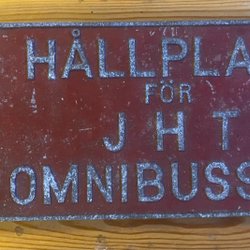 HÅLLPLA
FÖR
J H T
OMNIBUSS